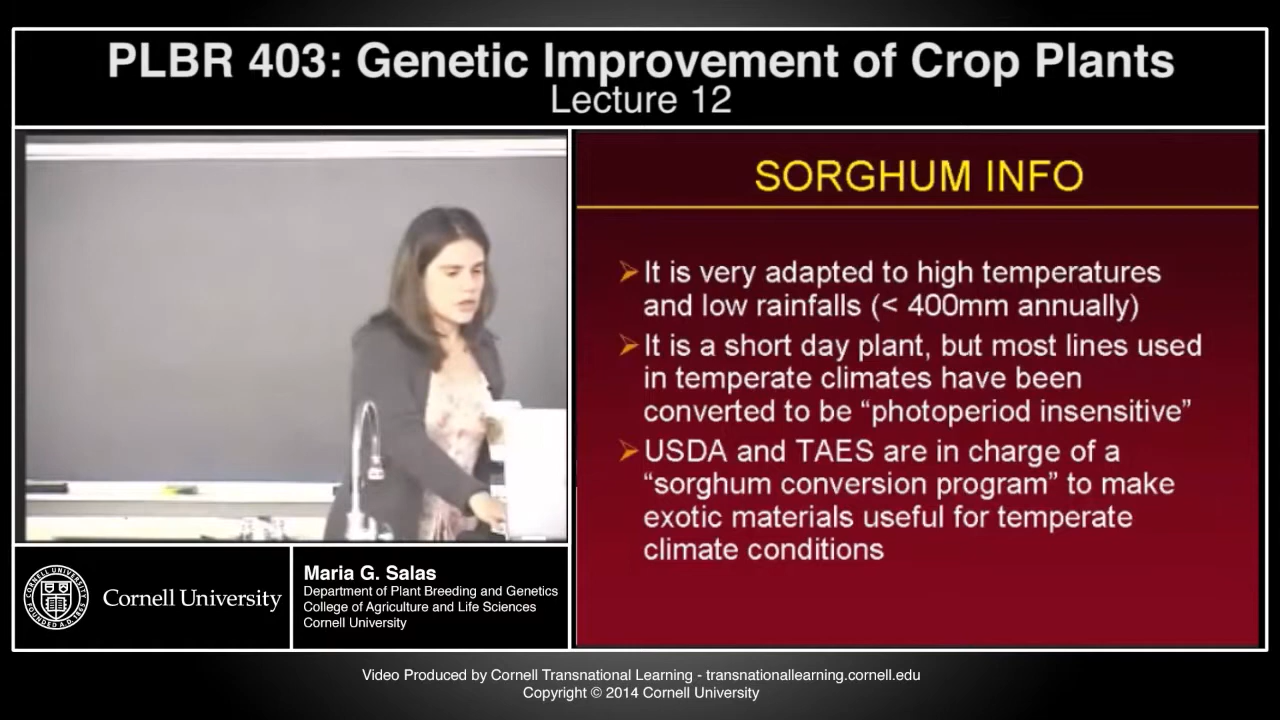 PLBR 403: Genetic Improvement of Crop Plants
Lecture 12
SORGHUM INFO
It is very adapted to high temperatures
and low rainfalls (< 400mm annually)
It is a short day plant, but most lines used
in temperate climates have been
converted to be “photoperiod insensitive”
USDA and TAES are in charge of a
“sorghum conversion program” to make
exotic materials useful for temperate
climate conditions
Cornell University
Maria G. Salas
Department of Plant Breeding and Genetics
College of Agriculture and Life Sciences
Cornell University
Video Produced by Cornell Transnational Learning - transnationallearning.cornell.edu
Copyright © 2014 Cornell University